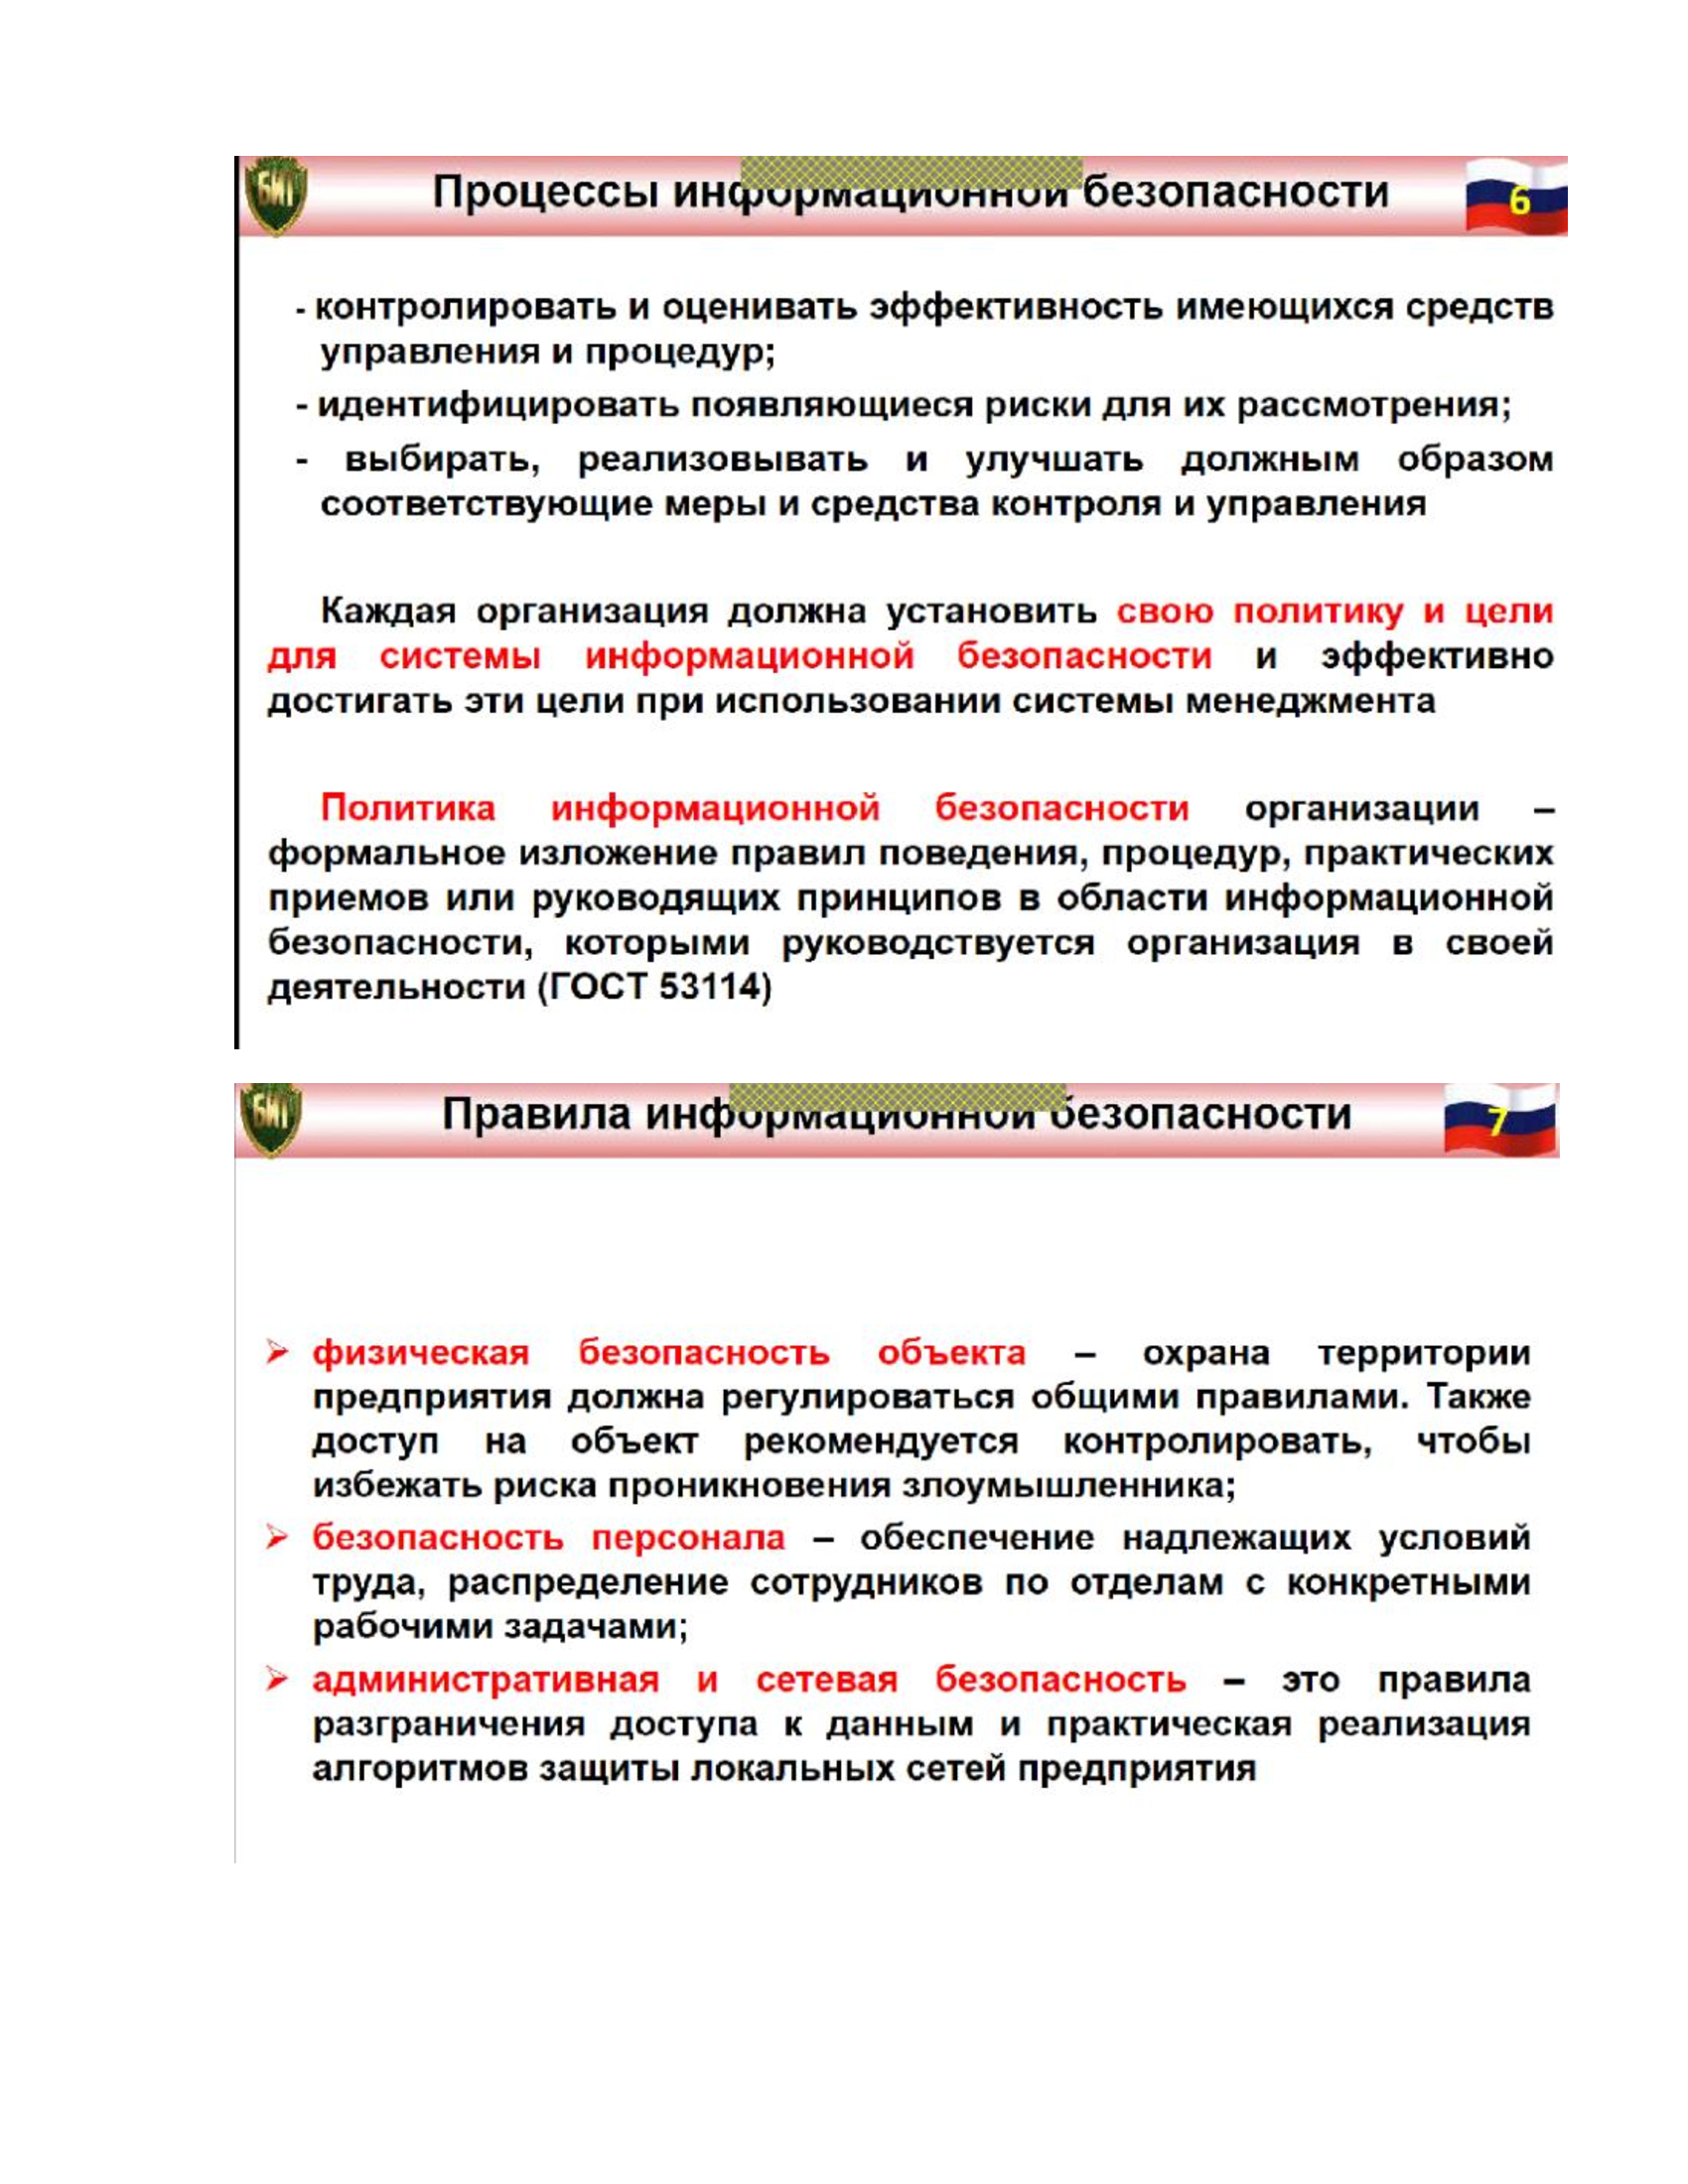 БИТ
Процессы информационной безопасности
6
- контролировать и оценивать эффективность имеющихся средств
управления и процедур;
- идентифицировать появляющиеся риски для их рассмотрения;
- выбирать, реализовывать и улучшать должным образом
соответствующие меры и средства контроля и управления
Каждая организация должна установить свою политику и цели
для системы информационной безопасности и эффективно
достигать эти цели при использовании системы менеджмента
Политика информационной безопасности организации –
формальное изложение правил поведения, процедур, практических
приемов или руководящих принципов в области информационной
безопасности, которыми руководствуется организация в своей
деятельности (ГОСТ 53114)
БИТ
Правила информационной безопасности
7
➢ физическая безопасность объекта – охрана территории
предприятия должна регулироваться общими правилами. Также
доступ на объект рекомендуется контролировать, чтобы
избежать риска проникновения злоумышленника;
➢ безопасность персонала – обеспечение надлежащих условий
труда, распределение сотрудников по отделам с конкретными
рабочими задачами;
➢ административная и сетевая безопасность – это правила
разграничения доступа к данным и практическая реализация
алгоритмов защиты локальных сетей предприятия